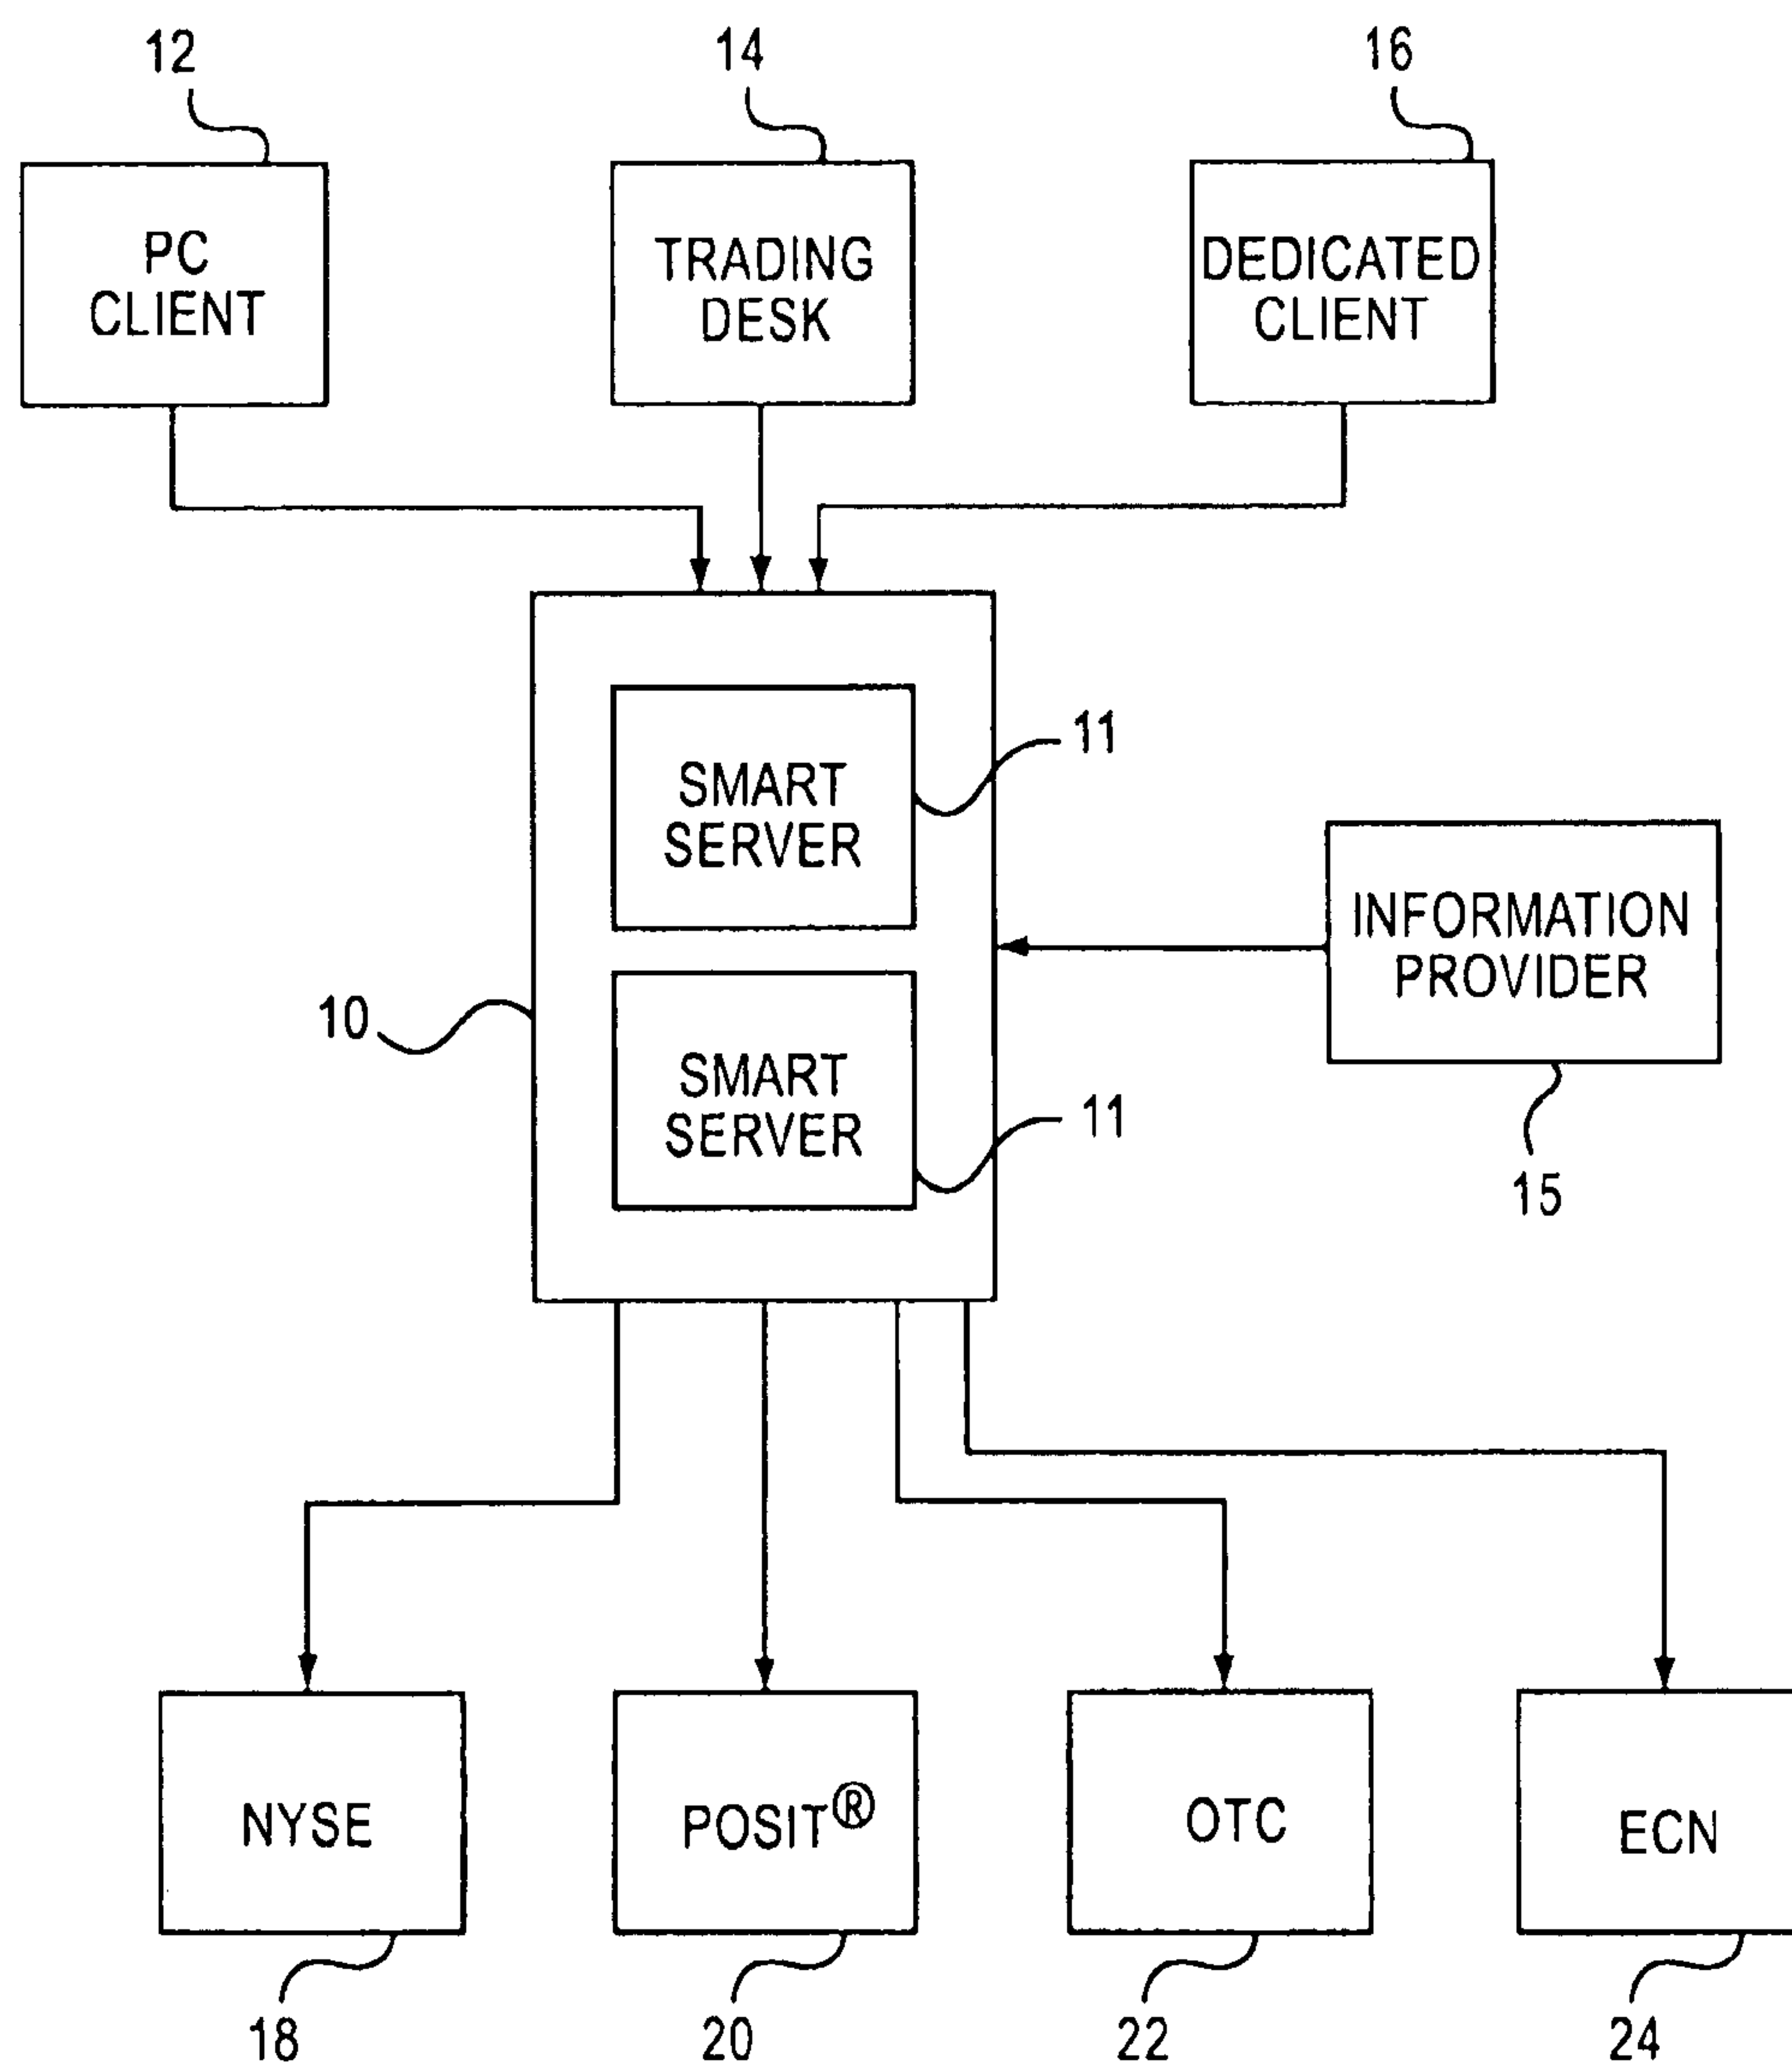 12
14
16
PC
CLIENT
TRADING
DESK
DEDICATED
CLIENT
11
SMART
SERVER
INFORMATION
PROVIDER
10
SMART
SERVER
11
15
NYSE
POSIT®
OTC
ECN
18
20
22
24